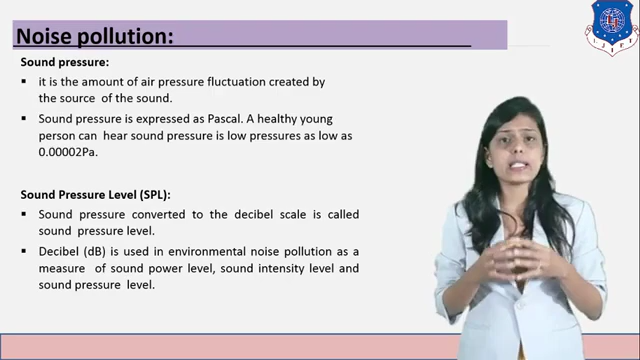 Noise pollution:
Sound pressure:
▪ it is the amount of air pressure fluctuation created by
the source of the sound.
▪ Sound pressure is expressed as Pascal. A healthy young
person can hear sound pressure is low pressures as low as
0.00002Pa.
Sound Pressure Level (SPL):
▪ Sound pressure converted to the decibel scale is called
sound pressure level.
▪ Decibel (dB) is used in environmental noise pollution as a
measure of sound power level, sound intensity level and
sound pressure level.